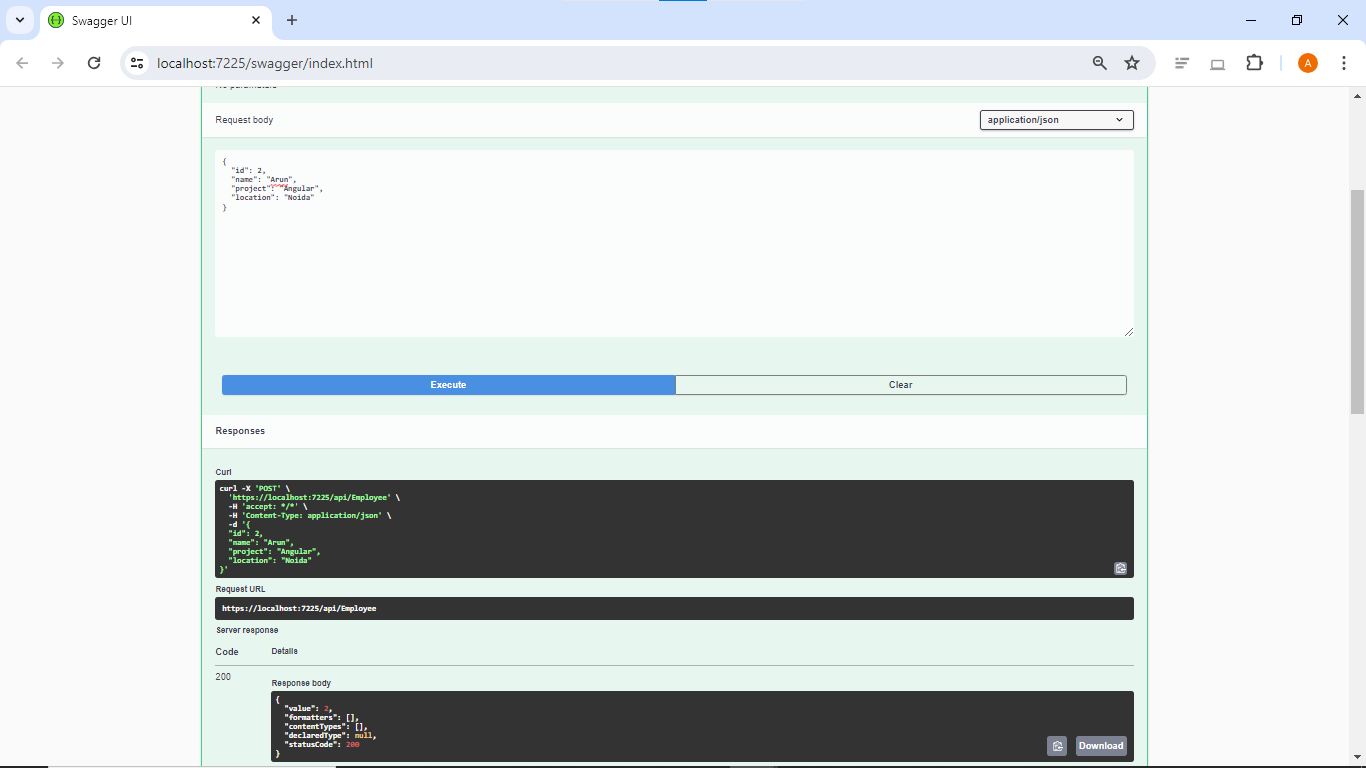 Swagger UI
localhost:7225/swagger/index.html
A
No parameters
Request body
application/json
{
"id": 2,
"name": "Arun",
"project": "Angular",
"location": "Noida"
}
Execute
Clear
Responses
Curl
curl -X 'POST' \
'https://localhost:7225/api/Employee' \
-H 'accept: */*' \
-H 'Content-Type: application/json' \
-d '{
"id": 2,
"name": "Arun",
"project": "Angular",
"location": "Noida"
}'
Request URL
https://localhost:7225/api/Employee
Server response
Code Details
200
Response body
{
"value": 2,
"formatters": [],
"contentTypes": [],
"declaredType": null,
"statusCode": 200
}
Download